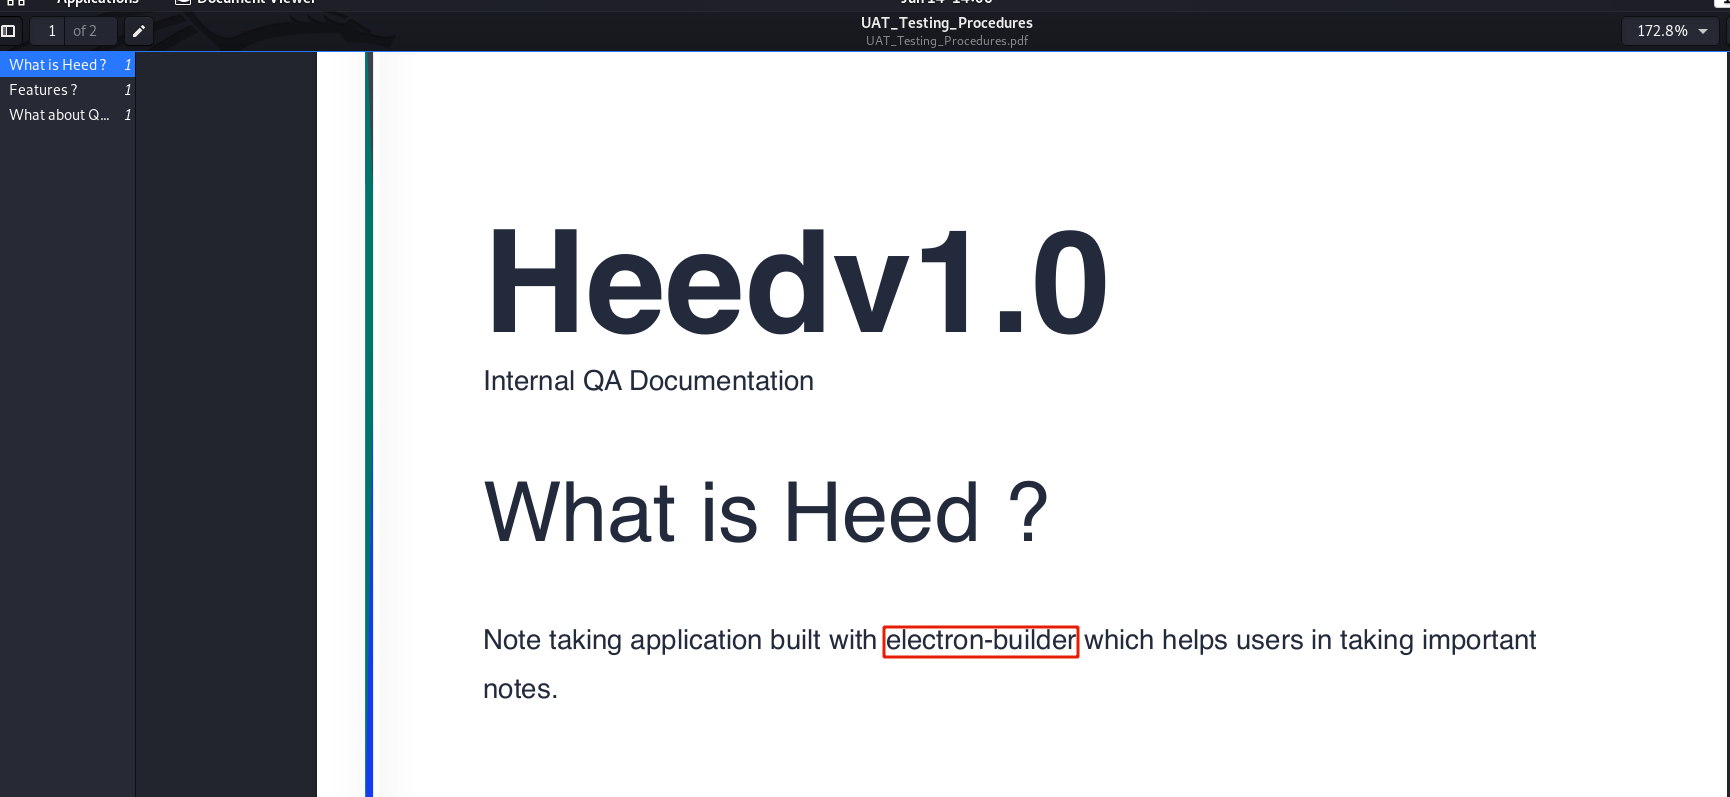 Applications
Document Viewer
Jun 14 14:06
1 of 2
UAT_Testing_Procedures
UAT_Testing_Procedures.pdf
172.8%
What is Heed ? 1
Features ? 1
What about Q... 1
Heedv1.0
Internal QA Documentation
What is Heed ?
Note taking application built with electron-builder which helps users in taking important
notes.